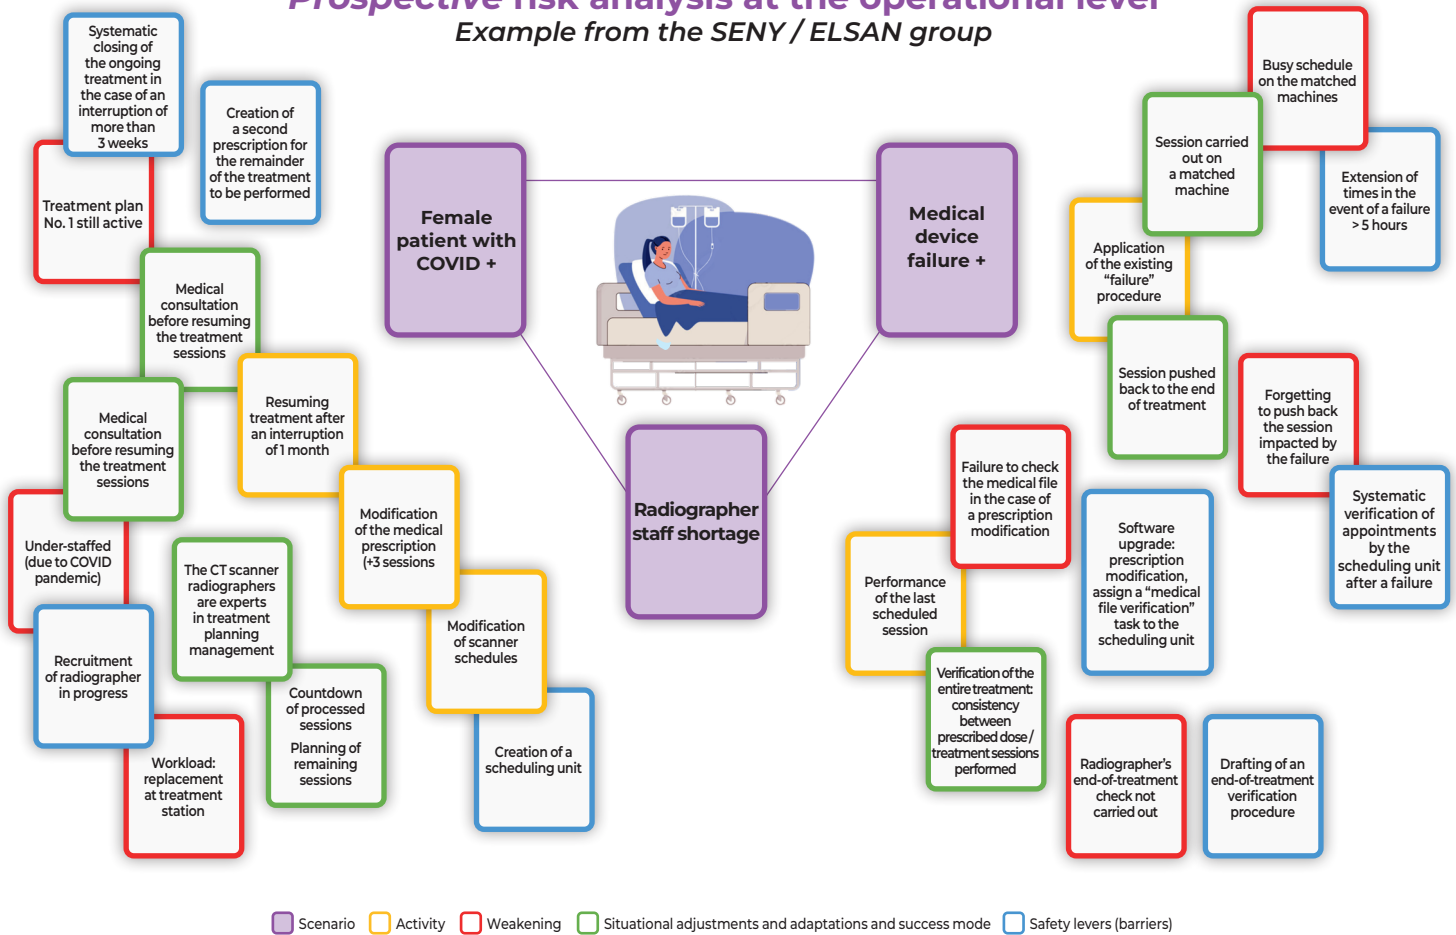 Prospective risk analysis at the operational level
Example from the SENY / ELSAN group
Systematic
closing of
the ongoing
treatment in
the case of an
interruption of
more than
3 weeks
Creation of
a second
prescription for
the remainder
of the treatment
to be performed
Treatment plan
No. 1 still active
Medical
consultation
before resuming
the treatment
sessions
Medical
consultation
before resuming
the treatment
sessions
Resuming
treatment after
an interruption
of 1 month
Under-staffed
(due to COVID
pandemic)
The CT scanner
radiographers
are experts
in treatment
planning
management
Modification
of the medical
prescription
(+3 sessions
Modification
of scanner
schedules
Recruitment
of radiographer
in progress
Countdown
of processed
sessions
Planning of
remaining
sessions
Workload:
replacement
at treatment
station
Creation of a
scheduling unit
Female
patient with
COVID +
Medical
device
failure +
Radiographer
staff shortage
Busy schedule
on the matched
machines
Session carried
out on
a matched
machine
Extension of
times in the
event of a failure
> 5 hours
Application
of the existing
“failure”
procedure
Session pushed
back to the end
of treatment
Forgetting
to push back
the session
impacted by
the failure
Systematic
verification of
appointments
by the
scheduling unit
after a failure
Failure to check
the medical file
in the case of
a prescription
modification
Software
upgrade:
prescription
modification,
assign a “medical
file verification”
task to the
scheduling unit
Performance
of the last
scheduled
session
Verification of the
entire treatment:
consistency
between
prescribed dose /
treatment sessions
performed
Radiographer’s
end-of-treatment
check not
carried out
Drafting of an
end-of-treatment
verification
procedure
Scenario
Activity
Weakening
Situational adjustments and adaptations and success mode
Safety levers (barriers)